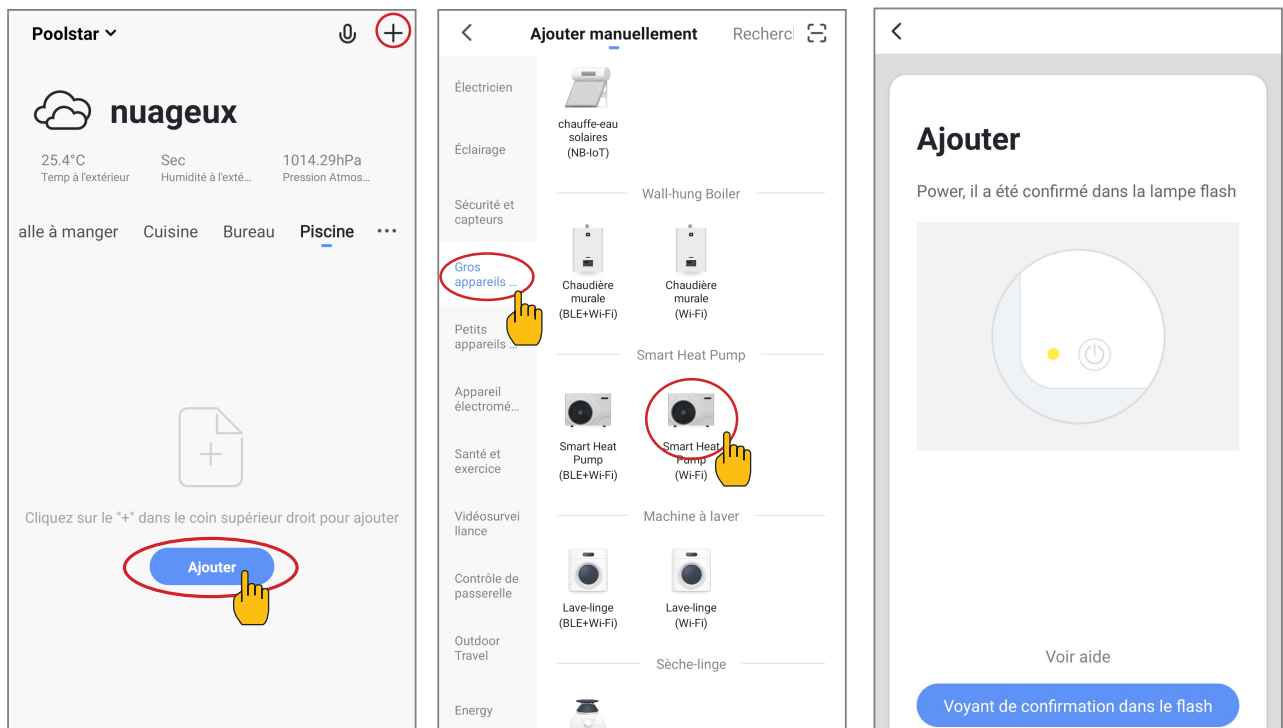 Poolstar
nuageux
25.4°C Sec 1014.29hPa
Temp à l'extérieur Humidité à l'exté... Pression Atmos...
alle à manger Cuisine Bureau Piscine ...
Cliquez sur le "+" dans le coin supérieur droit pour ajouter
Ajouter
Ajouter manuellement Recherc
Électricien
Éclairage
Sécurité et
capteurs
Gros
appareils ...
Petits
appareils ...
Appareil
électromé...
Santé et
exercice
Vidéosurvei
llance
Contrôle de
passerelle
Outdoor
Travel
Energy
chauffe-eau
solaires
(NB-IoT)
Wall-hung Boiler
Chaudière
murale
(BLE+Wi-Fi)
Chaudière
murale
(Wi-Fi)
Smart Heat Pump
Smart Heat
Pump
(BLE+Wi-Fi)
Smart Heat
Pump
(Wi-Fi)
Machine à laver
Lave-linge
(BLE+Wi-Fi)
Lave-linge
(Wi-Fi)
Sèche-linge
Ajouter
Power, il a été confirmé dans la lampe flash
Voir aide
Voyant de confirmation dans le flash